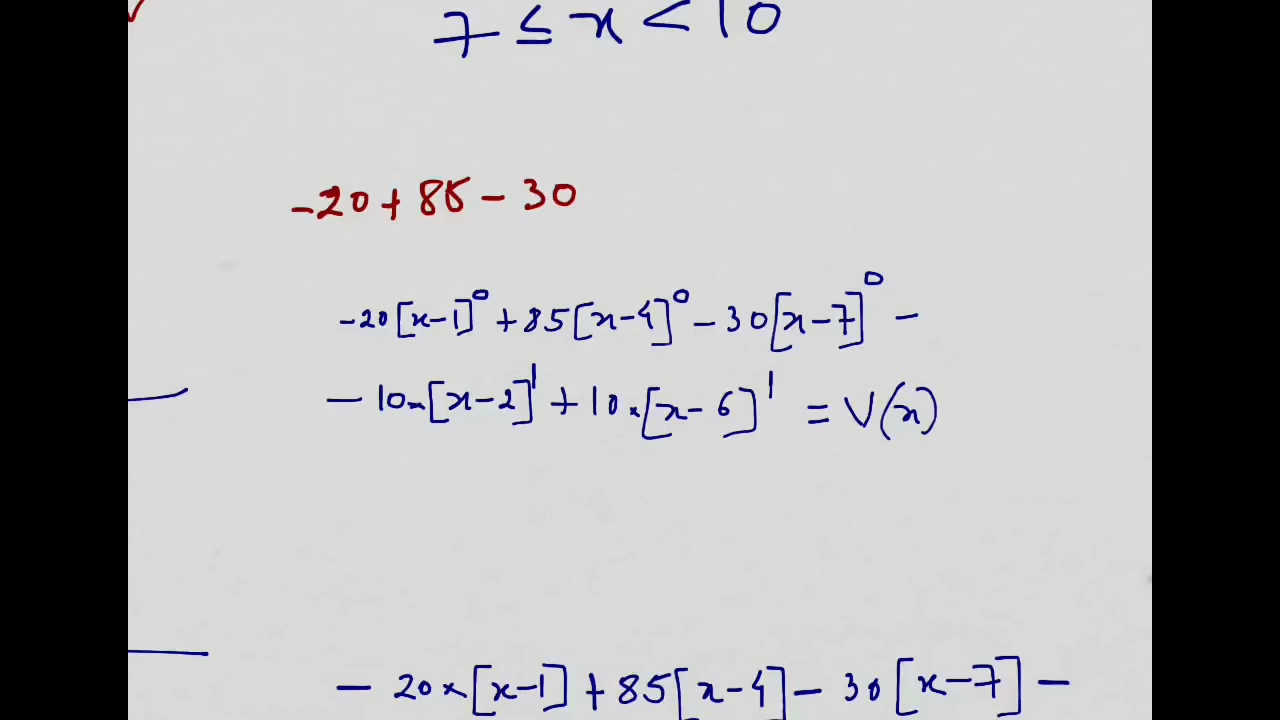 7 ≤ x < 10
-20 + 85 - 30
-20[x-1]⁰ + 85[x-4]⁰ - 30[x-7]⁰ -
- 10×[x-2]¹ + 10×[x-6]¹ = V(x)
- 20×[x-1] + 85[x-4] - 30[x-7] -